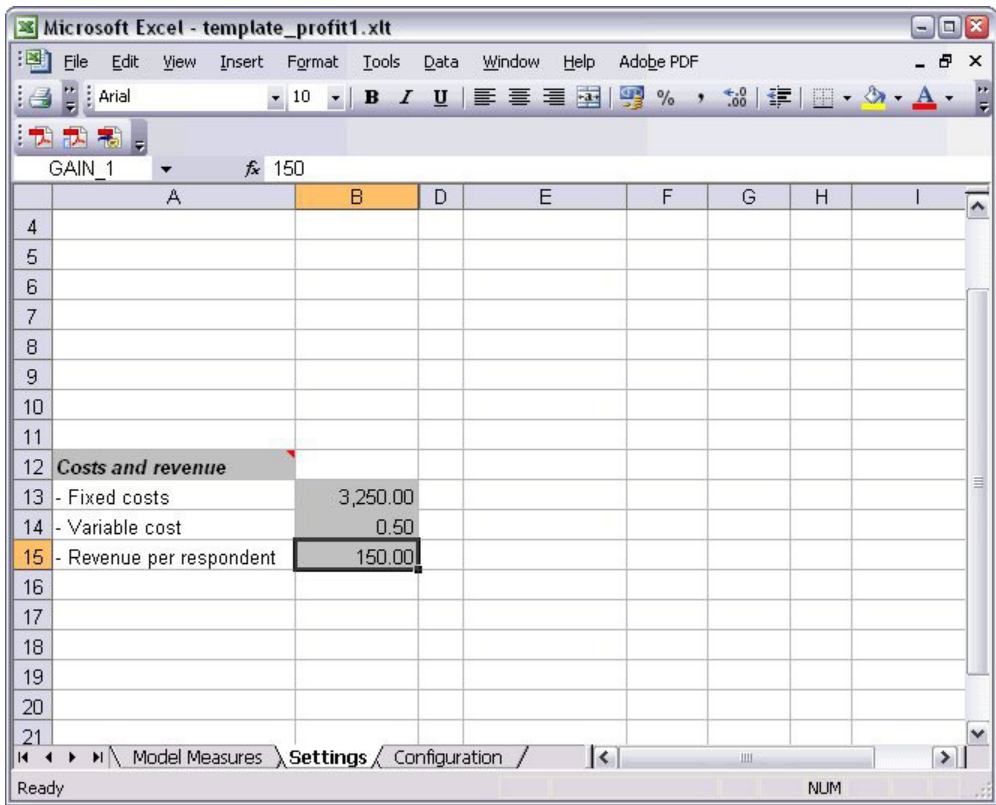 Microsoft Excel - template_profit1.xlt
File Edit View Insert Format Tools Data Window Help Adobe PDF
Arial 10 B I U % , .00 A
GAIN_1 fx 150
A B D E F G H I
4
5
6
7
8
9
10
11
12 Costs and revenue
13 - Fixed costs 3,250.00
14 - Variable cost 0.50
15 - Revenue per respondent 150.00
16
17
18
19
20
21
Model Measures Settings Configuration
Ready NUM